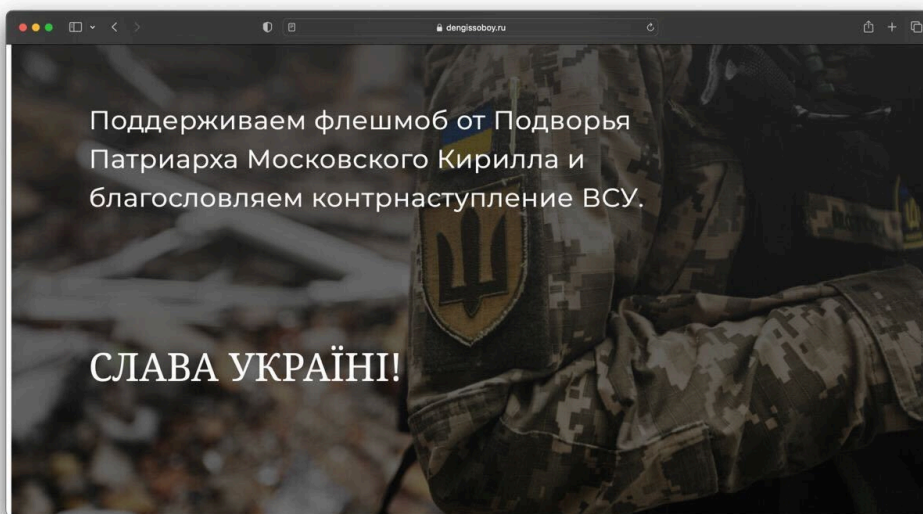 dengissoboy.ru
Поддерживаем флешмоб от Подворья
Патриарха Московского Кирилла и
благословляем контрнаступление ВСУ.
СЛАВА УКРАЇНІ!